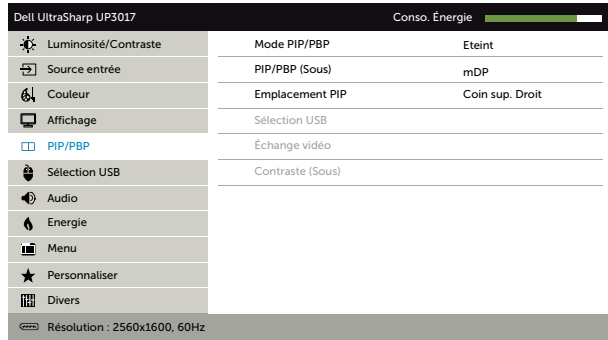 Dell UltraSharp UP3017 Conso. Énergie
Luminosité/Contraste Mode PIP/PBP Eteint
Source entrée PIP/PBP (Sous) mDP
Couleur Emplacement PIP Coin sup. Droit
Affichage Sélection USB
PIP/PBP Échange vidéo
Sélection USB Contraste (Sous)
Audio
Energie
Menu
Personnaliser
Divers
Résolution : 2560x1600, 60Hz